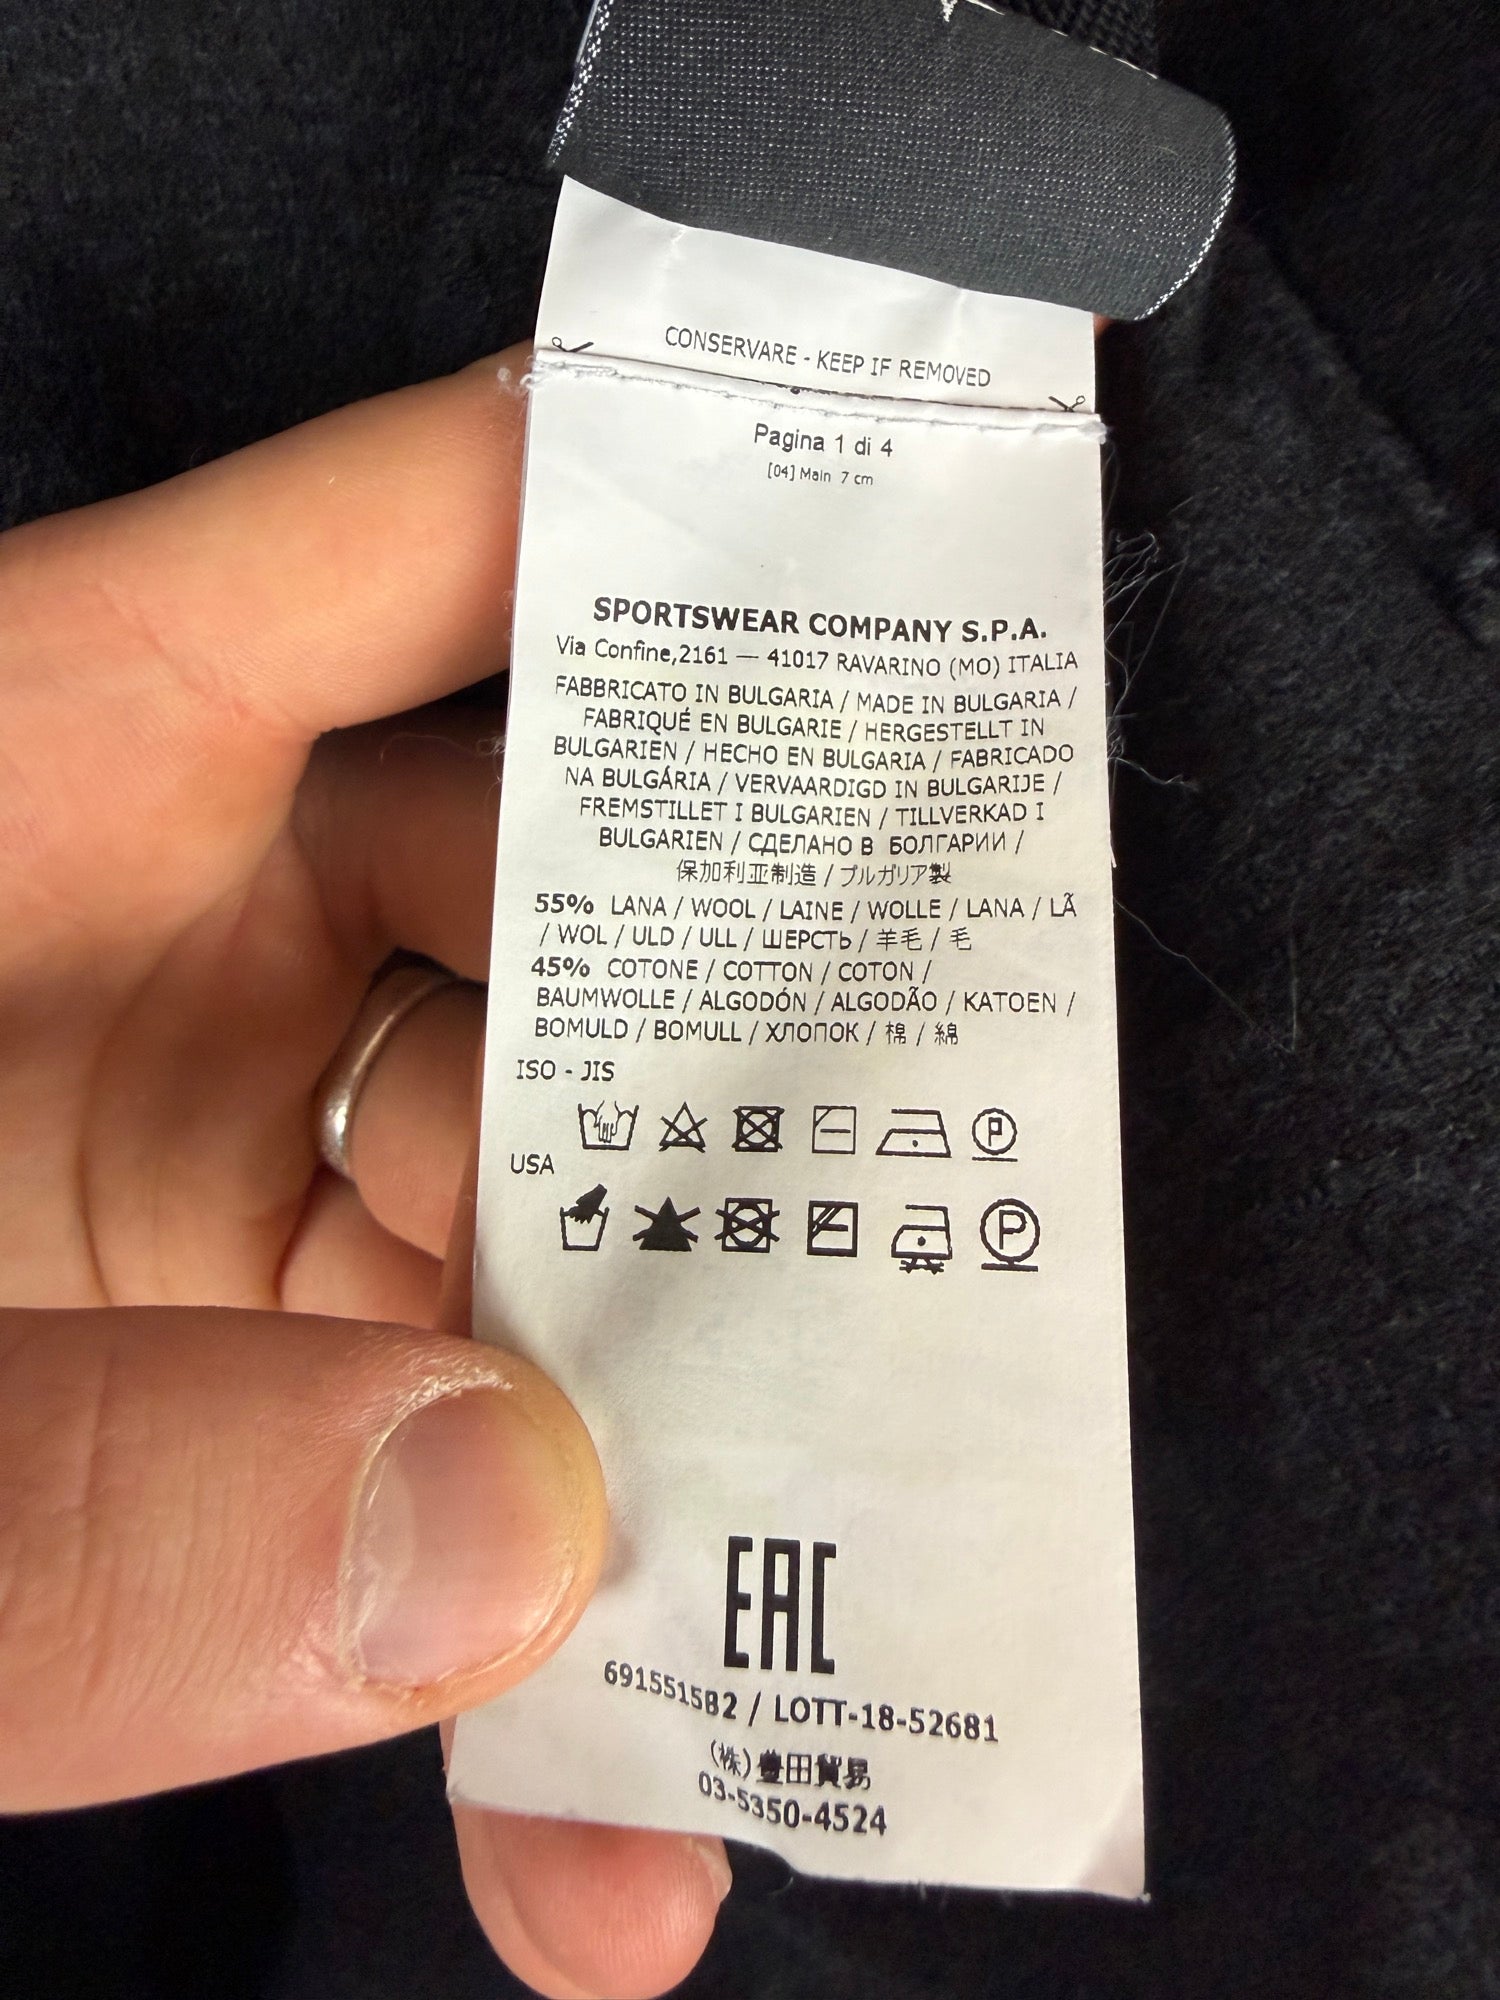 CONSERVARE - KEEP IF REMOVED
Pagina 1 di 4
[04] Main 7 cm
SPORTSWEAR COMPANY S.P.A.
Via Confine,2161 — 41017 RAVARINO (MO) ITALIA
FABBRICATO IN BULGARIA / MADE IN BULGARIA /
FABRIQUÉ EN BULGARIE / HERGESTELLT IN
BULGARIEN / HECHO EN BULGARIA / FABRICADO
NA BULGÁRIA / VERVAARDIGD IN BULGARIJE /
FREMSTILLET I BULGARIEN / TILLVERKAD I
BULGARIEN / СДЕЛАНО В БОЛГАРИИ /
保加利亚制造 / ブルガリア製
55% LANA / WOOL / LAINE / WOLLE / LANA / LÃ
/ WOL / ULD / ULL / ШЕРСТЬ / 羊毛 / 毛
45% COTONE / COTTON / COTON /
BAUMWOLLE / ALGODÓN / ALGODÃO / KATOEN /
BOMULD / BOMULL / ХЛОПОК / 棉 / 綿
ISO - JIS
P
USA
P
EAC
6915515B2 / LOTT-18-52681
(株)豊田貿易
03-5350-4524